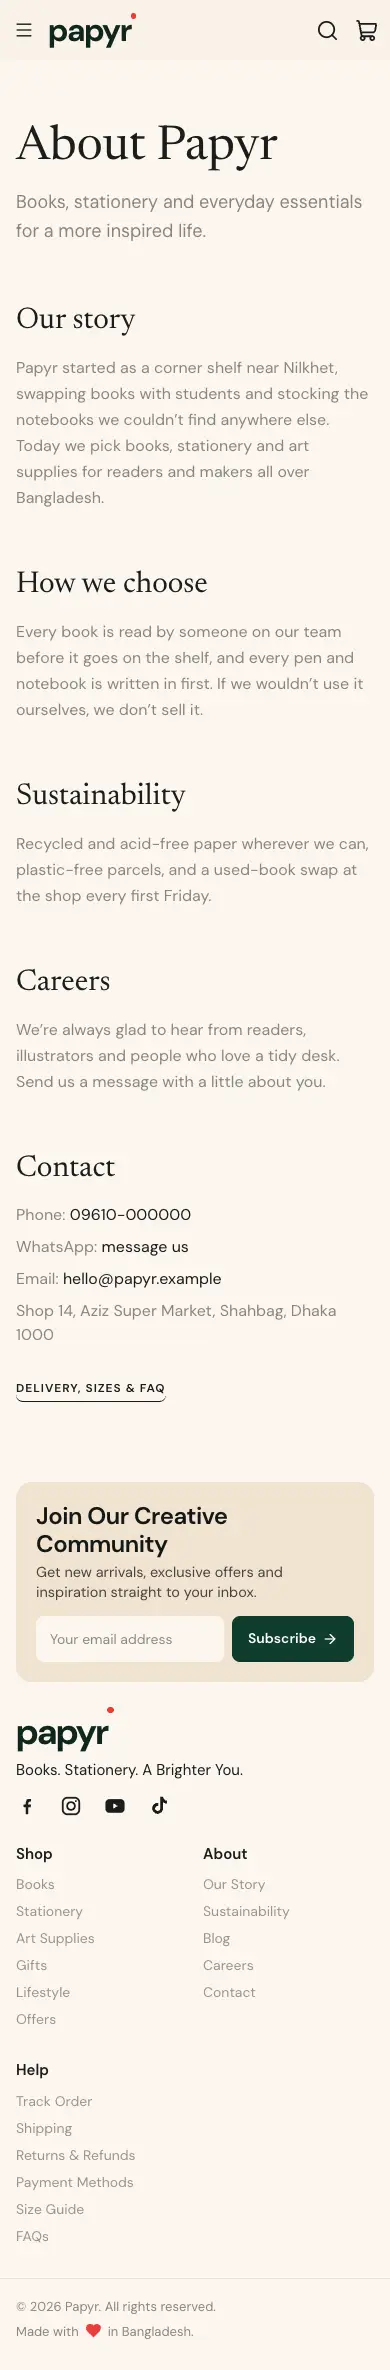 papyr
About Papyr
Books, stationery and everyday essentials
for a more inspired life.
Our story
Papyr started as a corner shelf near Nilkhet,
swapping books with students and stocking the
notebooks we couldn’t find anywhere else.
Today we pick books, stationery and art
supplies for readers and makers all over
Bangladesh.
How we choose
Every book is read by someone on our team
before it goes on the shelf, and every pen and
notebook is written in first. If we wouldn’t use it
ourselves, we don’t sell it.
Sustainability
Recycled and acid-free paper wherever we can,
plastic-free parcels, and a used-book swap at
the shop every first Friday.
Careers
We’re always glad to hear from readers,
illustrators and people who love a tidy desk.
Send us a message with a little about you.
Contact
Phone: 09610-000000
WhatsApp: message us
Email: hello@papyr.example
Shop 14, Aziz Super Market, Shahbag, Dhaka
1000
DELIVERY, SIZES & FAQ
Join Our Creative
Community
Get new arrivals, exclusive offers and
inspiration straight to your inbox.
Your email address
Subscribe →
papyr
Books. Stationery. A Brighter You.
Shop
Books
Stationery
Art Supplies
Gifts
Lifestyle
Offers
About
Our Story
Sustainability
Blog
Careers
Contact
Help
Track Order
Shipping
Returns & Refunds
Payment Methods
Size Guide
FAQs
© 2026 Papyr. All rights reserved.
Made with ❤ in Bangladesh.